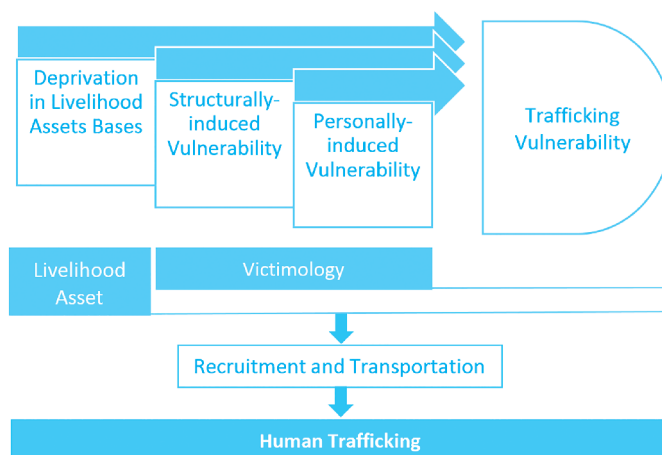 Deprivation
in Livelihood
Assets Bases
Structurally-
induced
Vulnerability
Personally-
induced
Vulnerability
Trafficking
Vulnerability
Livelihood
Asset
Victimology
Recruitment and Transportation
Human Trafficking